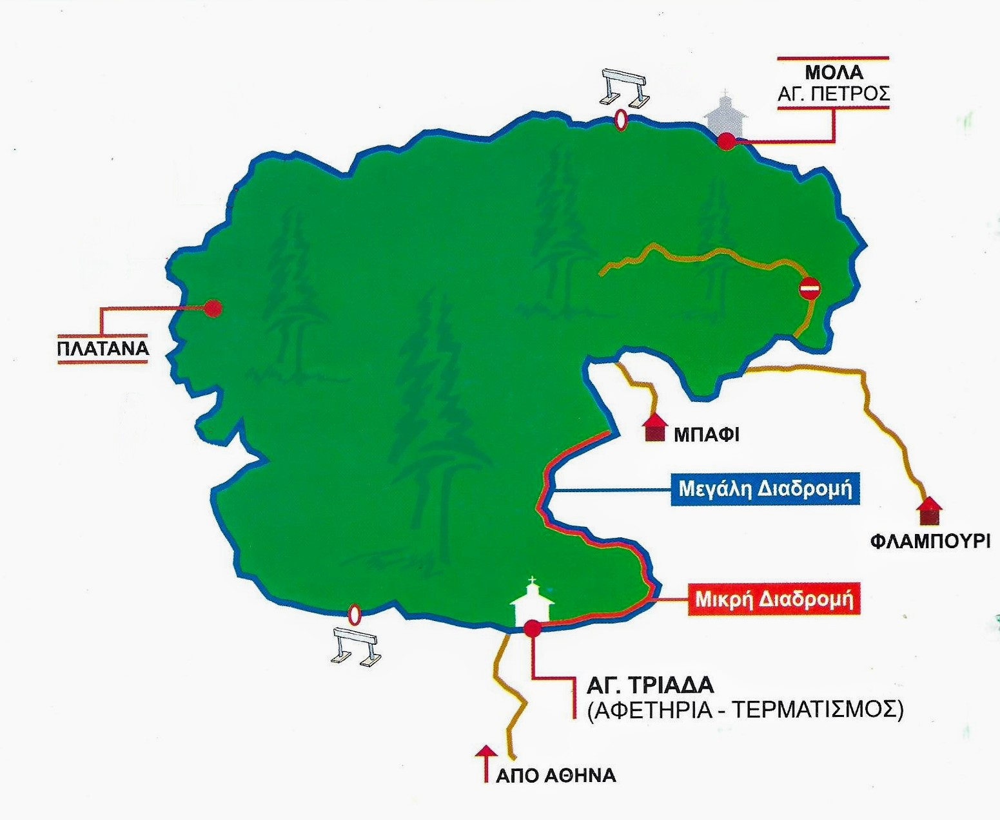 ΜΟΛΑ
ΑΓ. ΠΕΤΡΟΣ
ΠΛΑΤΑΝΑ
ΜΠΑΦΙ
Μεγάλη Διαδρομή
ΦΛΑΜΠΟΥΡΙ
Μικρή Διαδρομή
ΑΓ. ΤΡΙΑΔΑ
(ΑΦΕΤΗΡΙΑ - ΤΕΡΜΑΤΙΣΜΟΣ)
ΑΠΟ ΑΘΗΝΑ